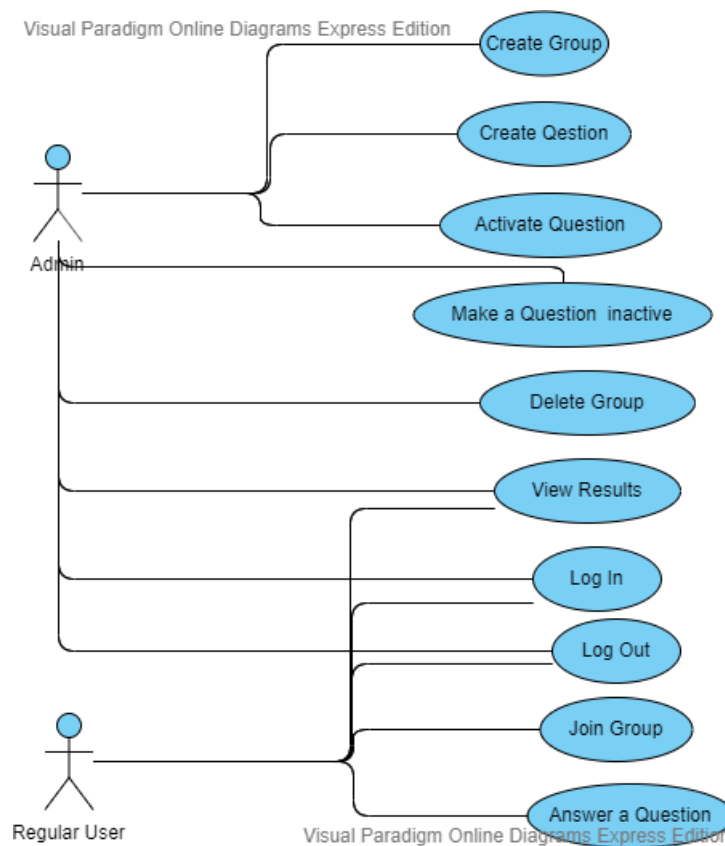 Visual Paradigm Online Diagrams Express Edition
Create Group
Create Qestion
Activate Question
Admin
Make a Question inactive
Delete Group
View Results
Log In
Log Out
Join Group
Answer a Question
Regular User
Visual Paradigm Online Diagrams Express Edition